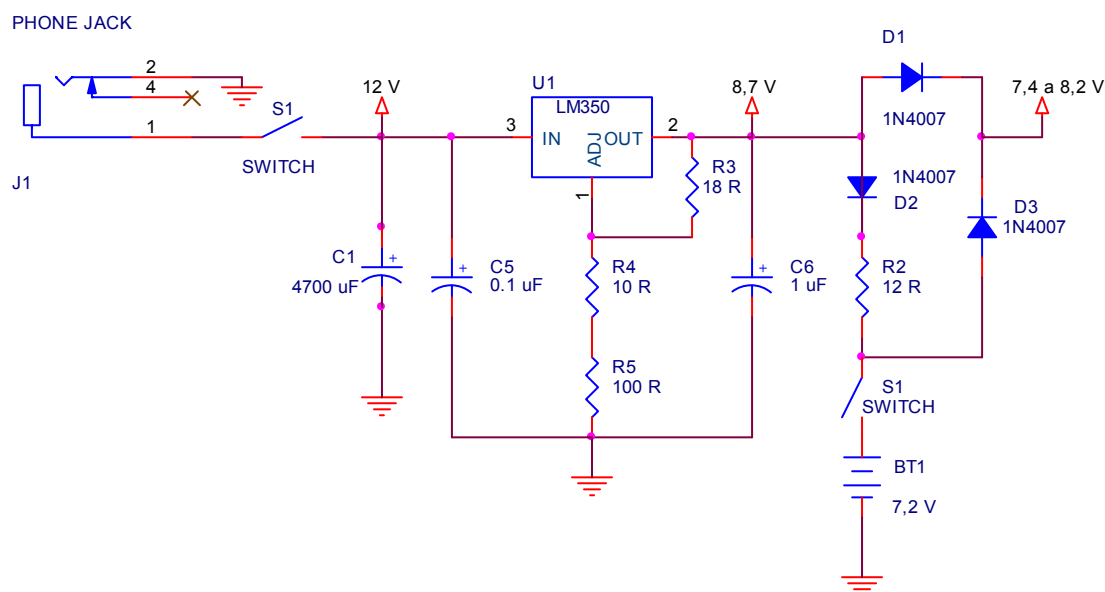 PHONE JACK
2
4
1
J1
S1
SWITCH
12 V
C1
4700 uF
C5
0.1 uF
U1
LM350
3
IN
ADJ
OUT
2
1
R3
18 R
R4
10 R
R5
100 R
8,7 V
C6
1 uF
D1
1N4007
7,4 a 8,2 V
1N4007
D2
D3
1N4007
R2
12 R
S1
SWITCH
BT1
7,2 V
+
+
+